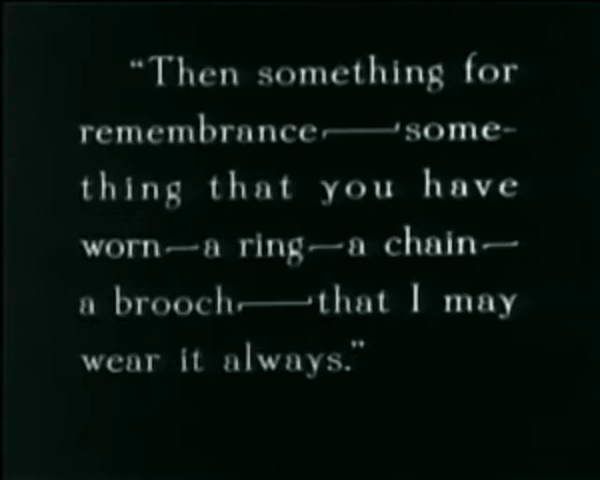 “Then something for
remembrance——some-
thing that you have
worn—a ring—a chain—
a brooch——that I may
wear it always.”